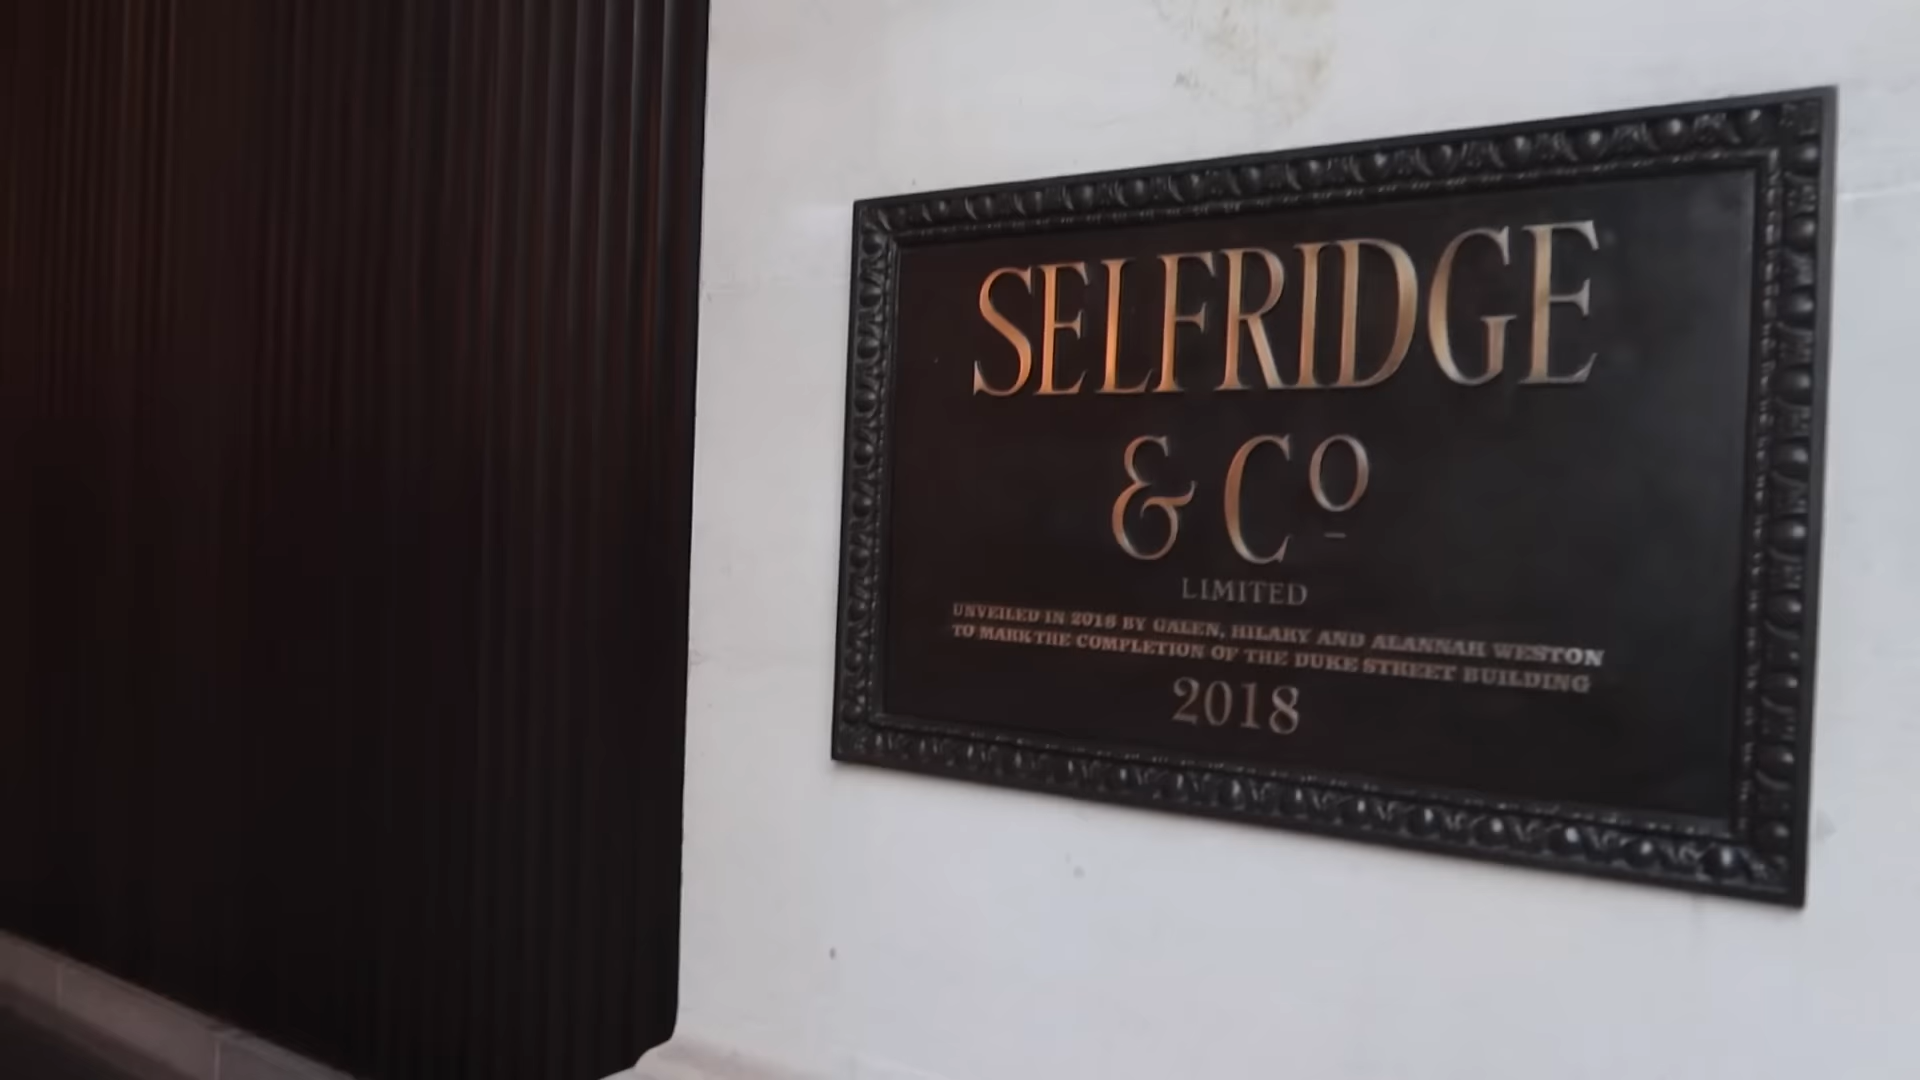 SELFRIDGE
& Co
LIMITED
UNVEILED IN 2018 BY GALEN, HILARY AND ALANNAH WESTON
TO MARK THE COMPLETION OF THE DUKE STREET BUILDING
2018